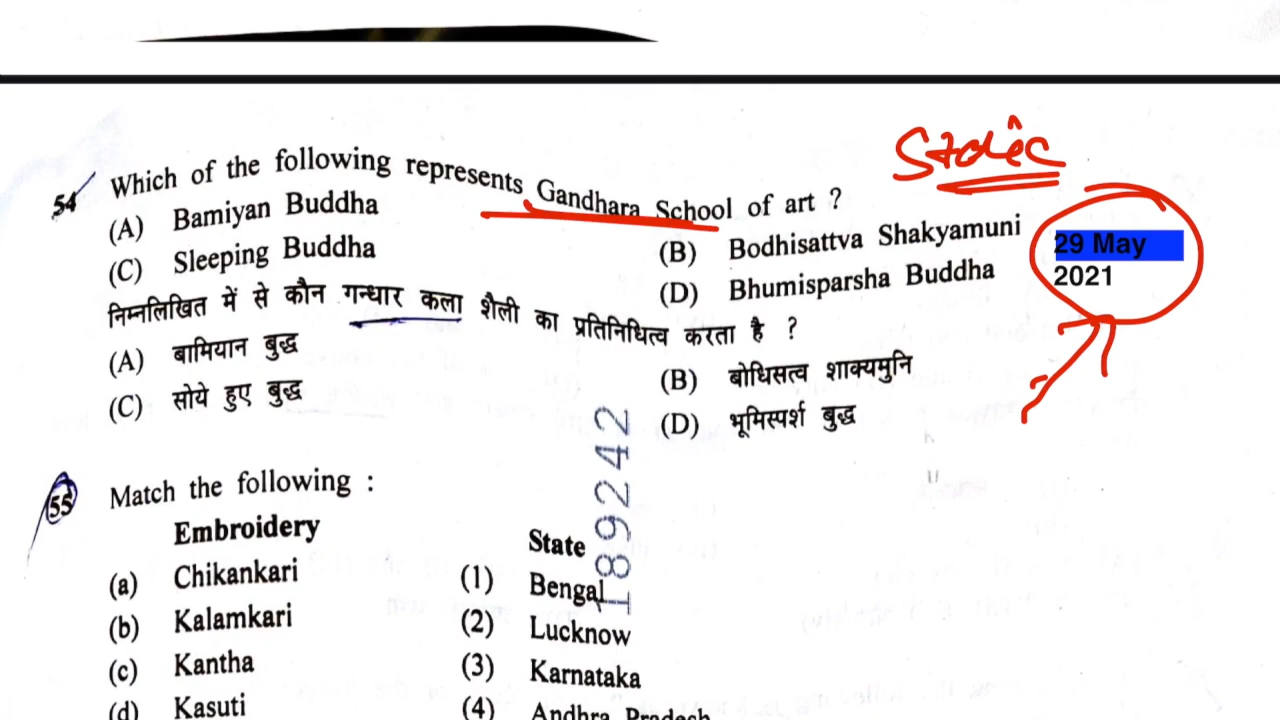 Static
54 Which of the following represents Gandhara School of art ?
(A) Bamiyan Buddha
(B) Bodhisattva Shakyamuni
(C) Sleeping Buddha
(D) Bhumisparsha Buddha
29 May
2021
निम्नलिखित में से कौन गन्धार कला शैली का प्रतिनिधित्व करता है ?
(A) बामियान बुद्ध
(B) बोधिसत्व शाक्यमुनि
(C) सोये हुए बुद्ध
(D) भूमिस्पर्श बुद्ध
189242
55 Match the following :
Embroidery State
(a) Chikankari (1) Bengal
(b) Kalamkari (2) Lucknow
(c) Kantha (3) Karnataka
(d) Kasuti (4) Andhra Pradesh